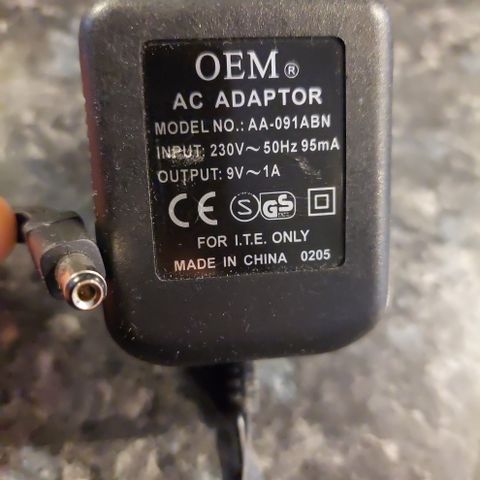 OEM®
AC ADAPTOR
MODEL NO.: AA-091ABN
INPUT: 230V～50Hz 95mA
OUTPUT: 9V～1A
CE S GS
FOR I.T.E. ONLY
MADE IN CHINA 0205